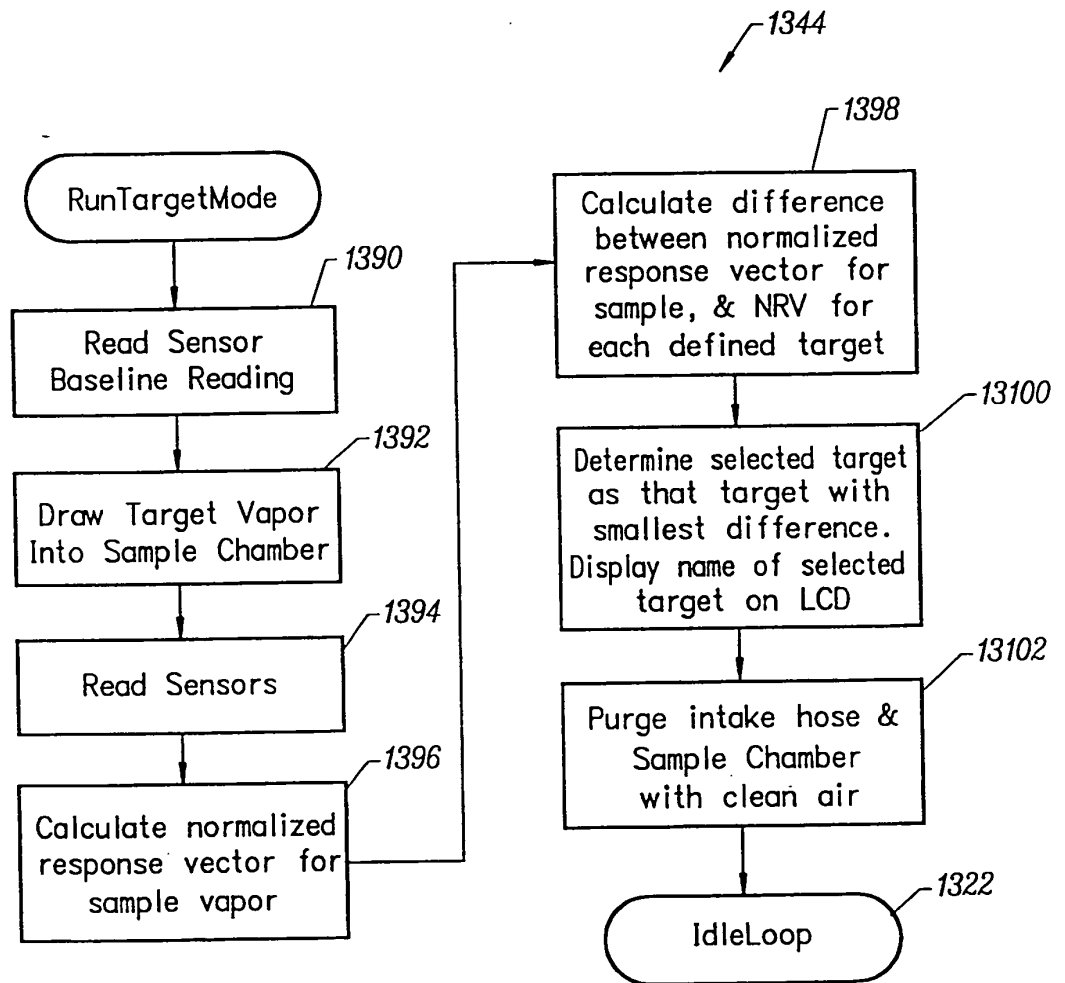 1344
RunTargetMode
1390
Read Sensor
Baseline Reading
1392
Draw Target Vapor
Into Sample Chamber
1394
Read Sensors
1396
Calculate normalized
response vector for
sample vapor
1398
Calculate difference
between normalized
response vector for
sample, & NRV for
each defined target
13100
Determine selected target
as that target with
smallest difference.
Display name of selected
target on LCD
13102
Purge intake hose &
Sample Chamber
with clean air
1322
IdleLoop